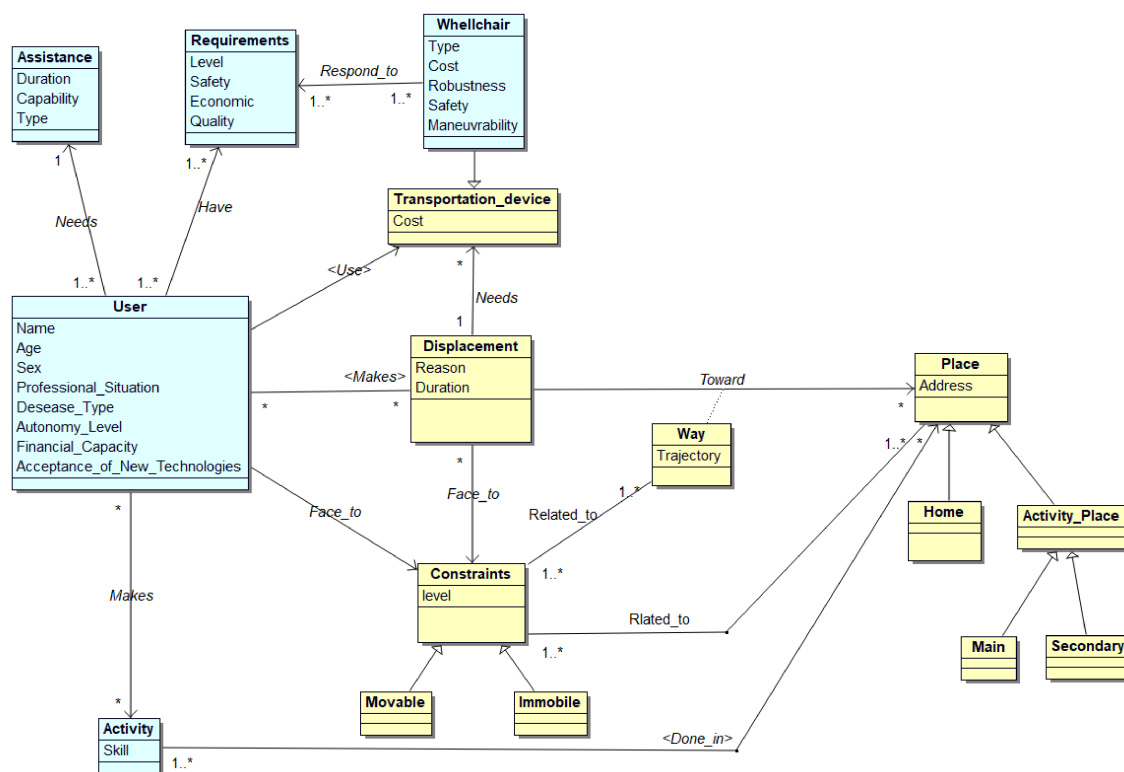 Whellchair
Type
Cost
Robustness
Safety
Maneuvrability
Requirements
Level
Safety
Economic
Quality
Assistance
Duration
Capability
Type
Respond_to
1..*
1..*
1
1..*
Needs
Have
1..*
1..*
Transportation_device
Cost
<Use>
*
Needs
1
User
Name
Age
Sex
Professional_Situation
Desease_Type
Autonomy_Level
Financial_Capacity
Acceptance_of_New_Technologies
<Makes>
*
*
Displacement
Reason
Duration
Toward
*
Place
Address
Way
Trajectory
1..*
*
1..*
Related_to
1..*
*
Face_to
Face_to
Home
Activity_Place
Constraints
level
Rlated_to
1..*
Main
Secondary
Movable
Immobile
*
Makes
*
Activity
Skill
1..*
<Done_in>